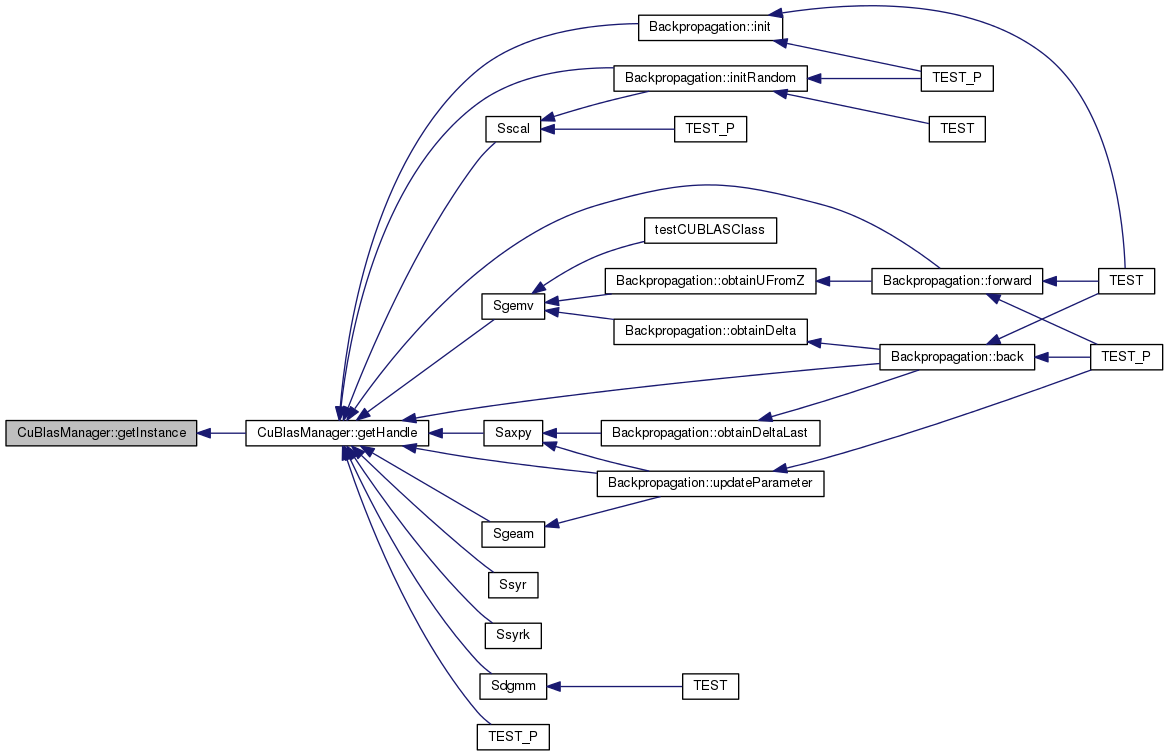 Backpropagation::init
Backpropagation::initRandom
TEST_P
Sscal
TEST_P
TEST
testCUBLASClass
Backpropagation::obtainUFromZ
Backpropagation::forward
TEST
Sgemv
Backpropagation::obtainDelta
Backpropagation::back
TEST_P
CuBlasManager::getInstance
CuBlasManager::getHandle
Saxpy
Backpropagation::obtainDeltaLast
Backpropagation::updateParameter
Sgeam
Ssyr
Ssyrk
Sdgmm
TEST
TEST_P